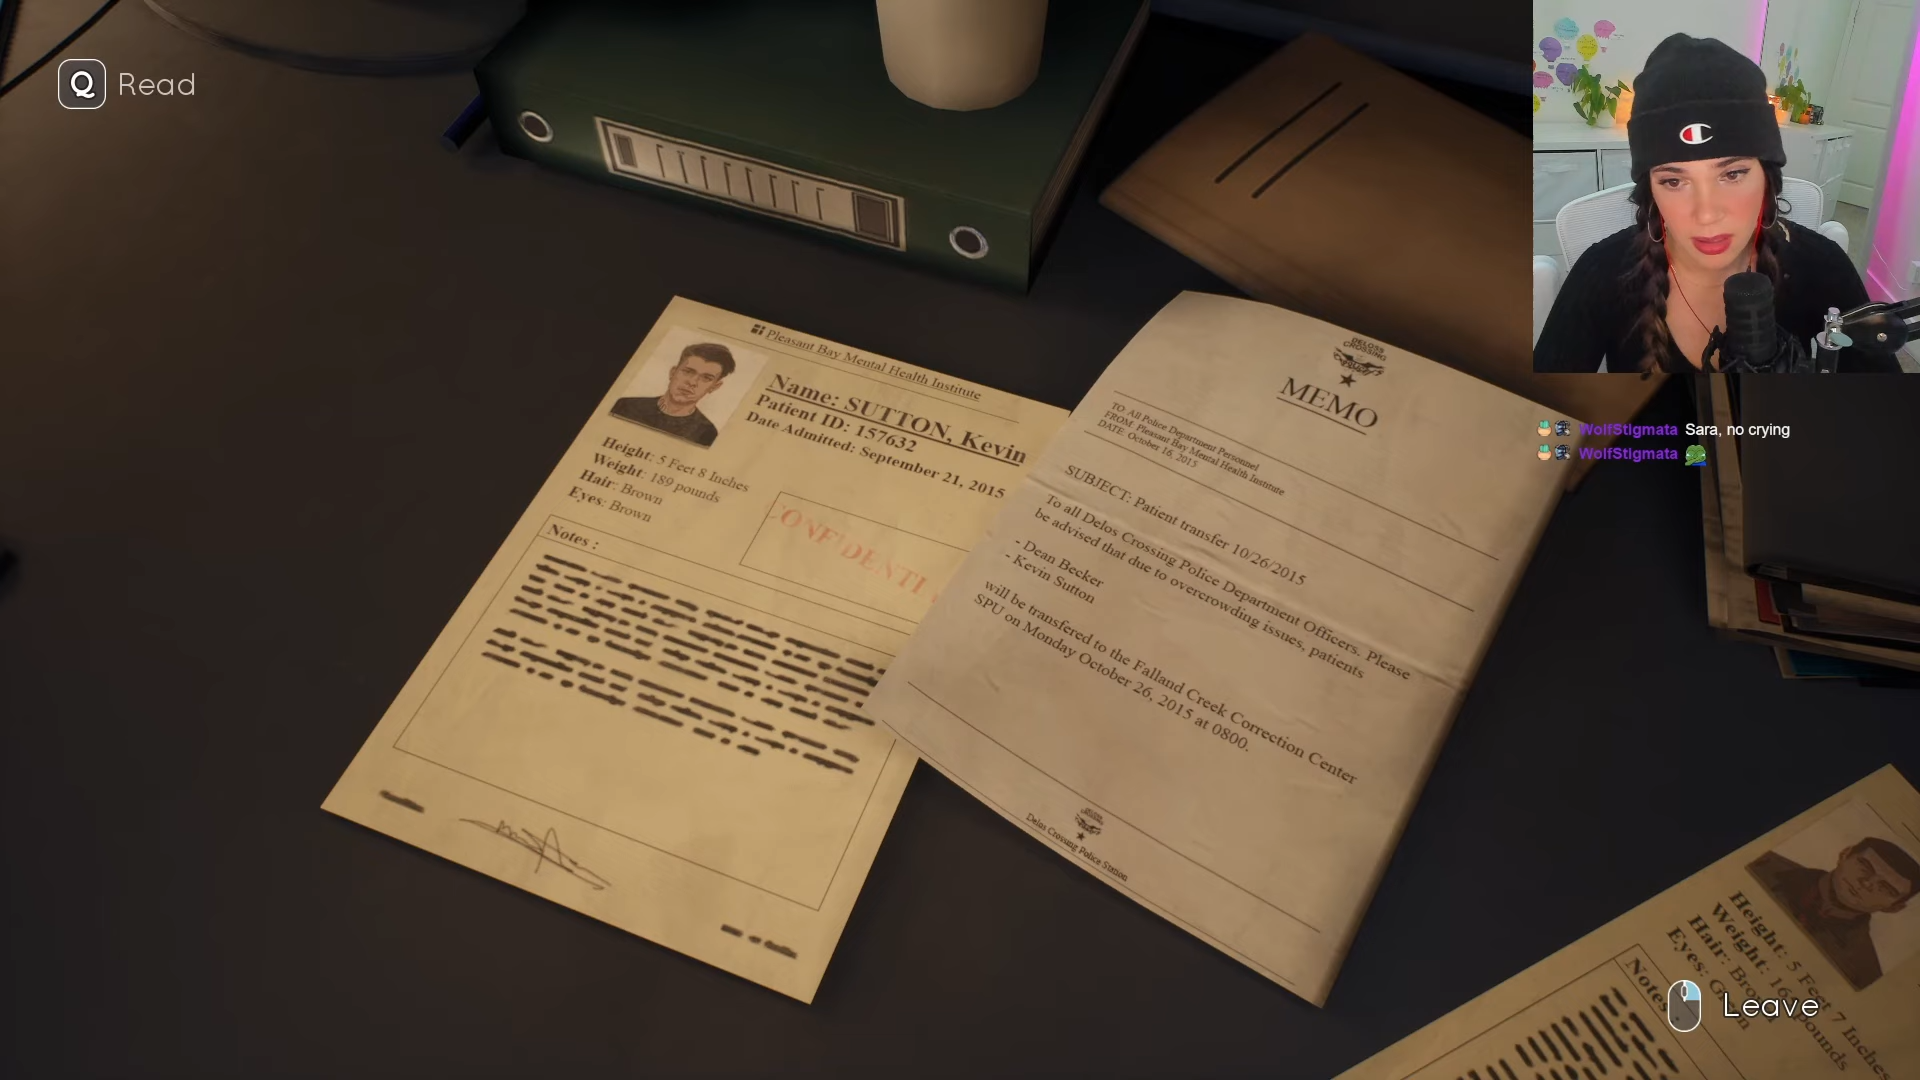 Q Read
Pleasant Bay Mental Health Institute
Name: SUTTON, Kevin
Patient ID: 157632
Date Admitted: September 21, 2015
Height: 5 Feet 8 Inches
Weight: 189 pounds
Hair: Brown
Eyes: Brown
CONFIDENTI
Notes :
DELOSS
CROSSING
MEMO
TO: All Police Department Personnel
FROM: Pleasant Bay Mental Health Institute
DATE: October 16, 2015
SUBJECT: Patient transfer 10/26/2015
To all Delos Crossing Police Department Officers. Please
be advised that due to overcrowding issues, patients
- Dean Becker
- Kevin Sutton
will be transfered to the Falland Creek Correction Center
SPU on Monday October 26, 2015 at 0800.
Delos Crossing Police Station
WolfStigmata Sara, no crying
WolfStigmata
Height: 5 Feet 7 Inches
Weight: 16 pounds
Hair: Bro
Eyes: G
Notes
Leave